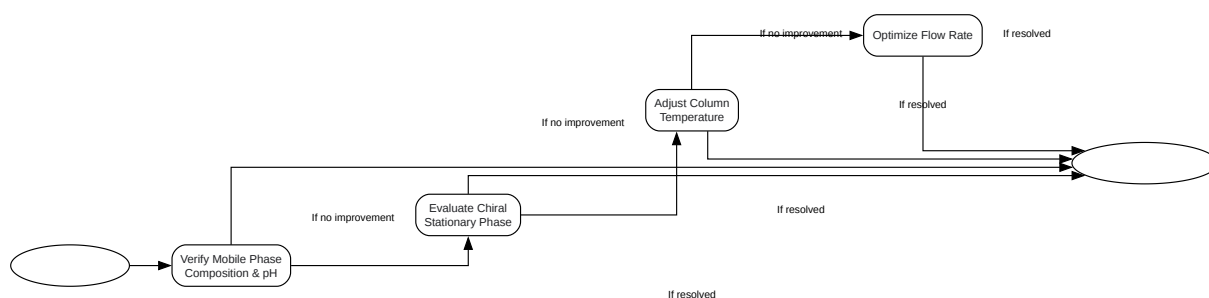 If no improvement
Optimize Flow Rate
If resolved
Adjust Column
Temperature
If resolved
If no improvement
Evaluate Chiral
Stationary Phase
If resolved
If no improvement
Verify Mobile Phase
Composition & pH
If resolved